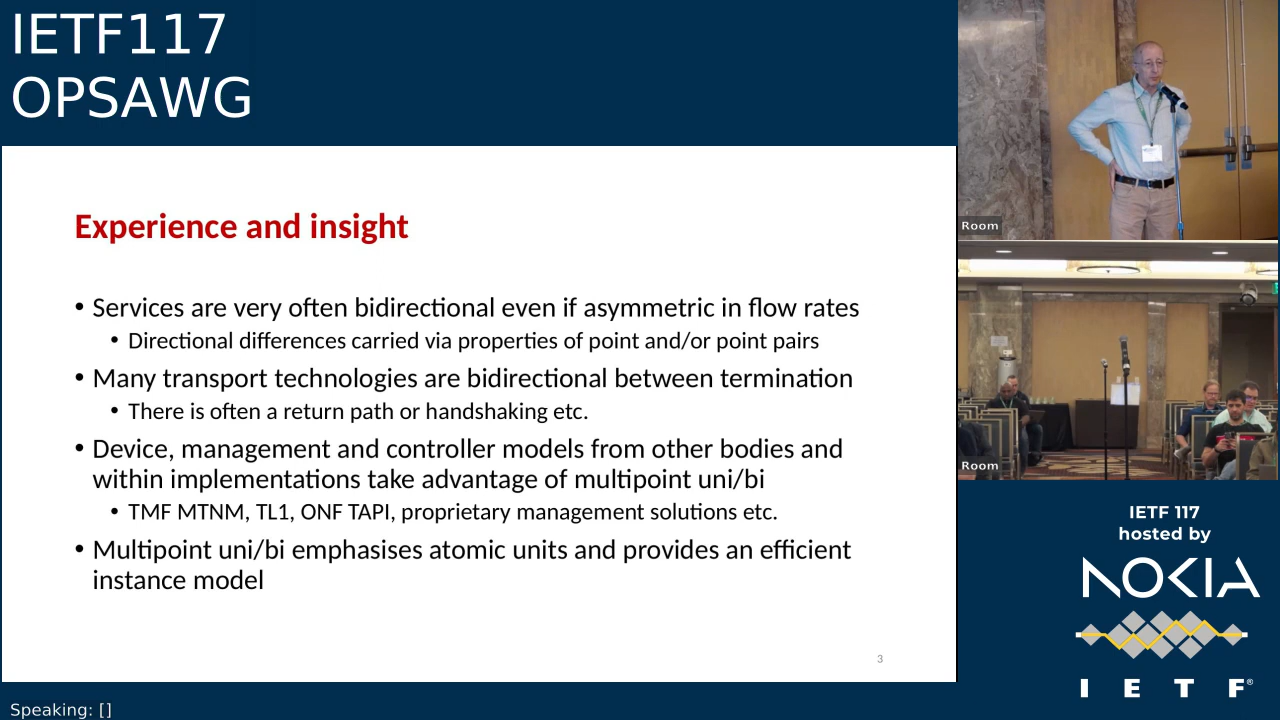 IETF117
OPSAWG
Experience and insight
• Services are very often bidirectional even if asymmetric in flow rates
• Directional differences carried via properties of point and/or point pairs
• Many transport technologies are bidirectional between termination
• There is often a return path or handshaking etc.
• Device, management and controller models from other bodies and
within implementations take advantage of multipoint uni/bi
• TMF MTNM, TL1, ONF TAPI, proprietary management solutions etc.
• Multipoint uni/bi emphasises atomic units and provides an efficient
instance model
3
Speaking: []
Room
Room
IETF 117
hosted by
NOKIA
I E T F®